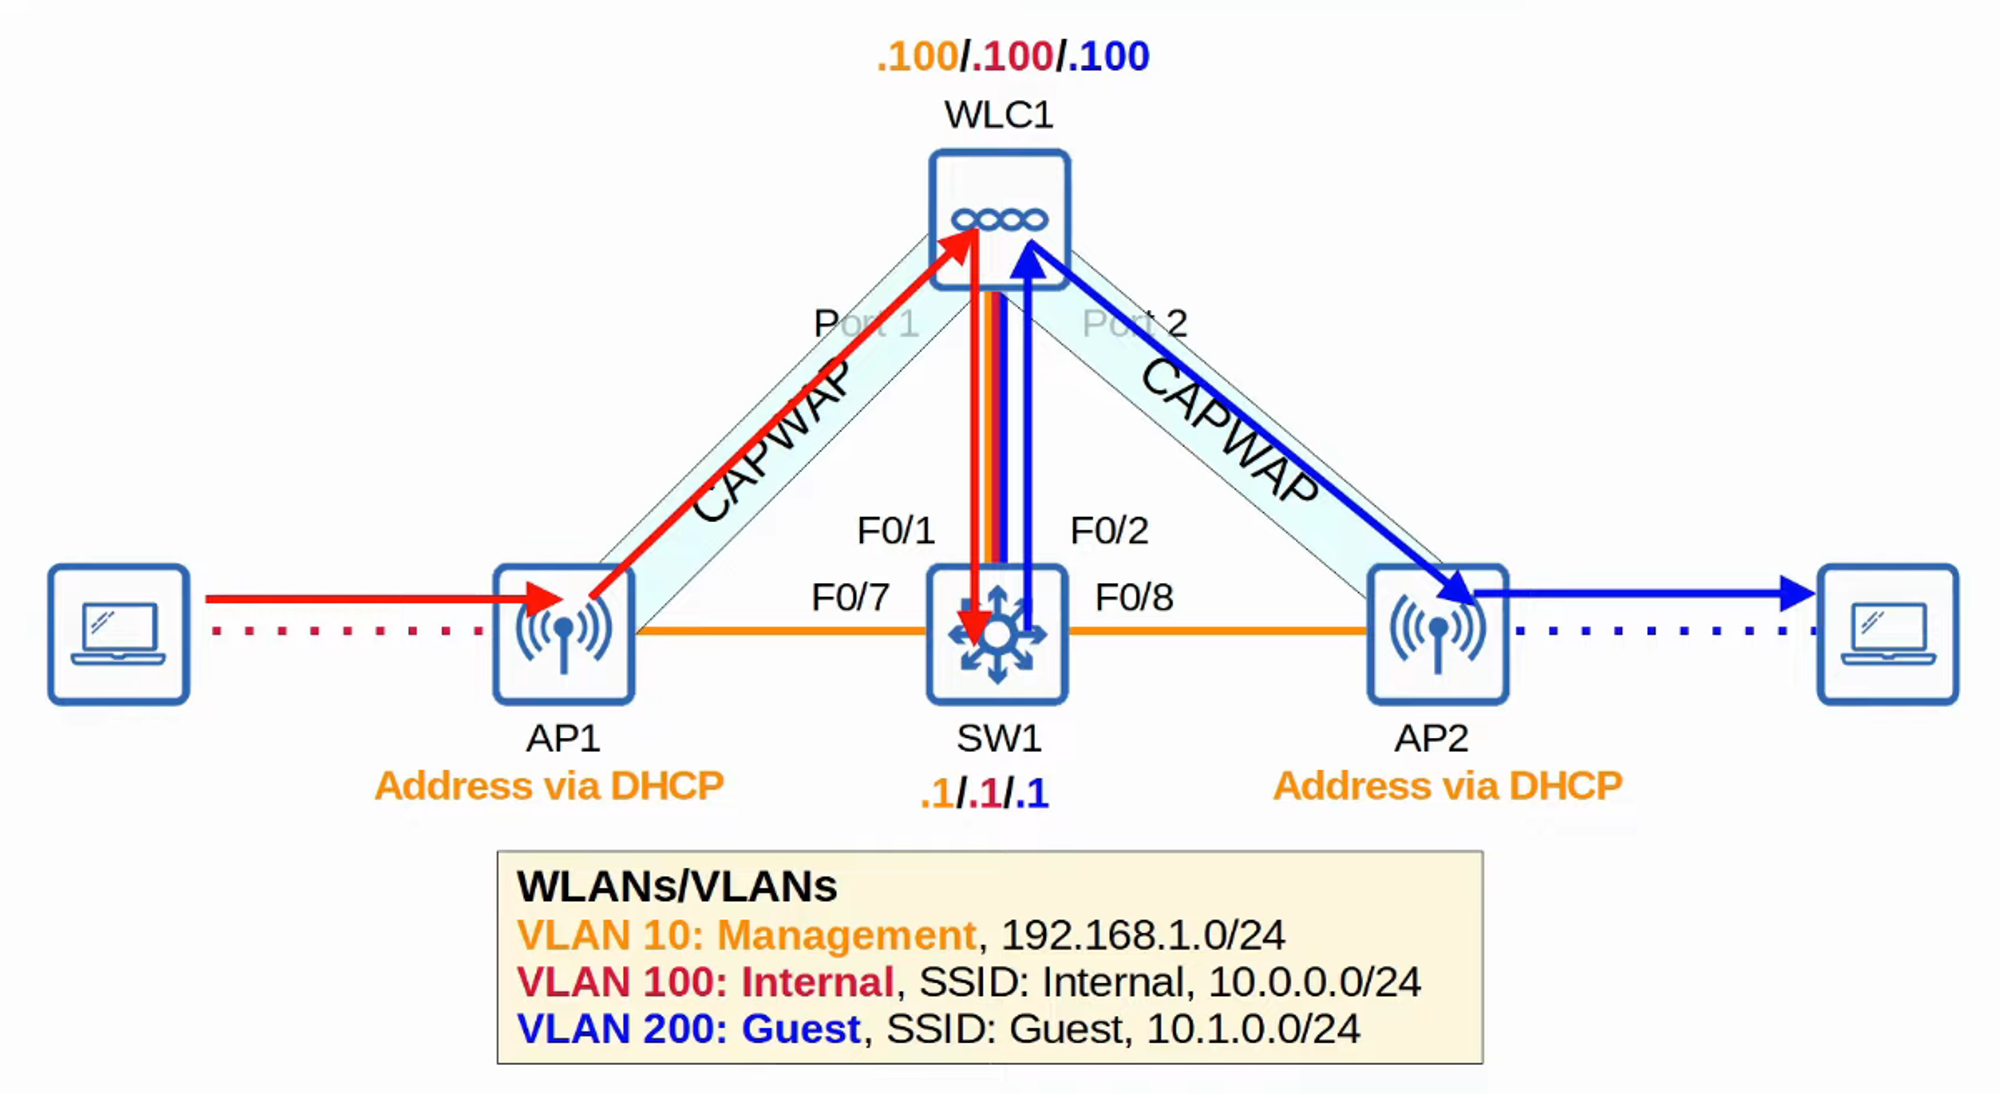 .100/.100/.100
WLC1
Port 1
Port 2
CAPWAP
CAPWAP
F0/1
F0/2
F0/7
F0/8
AP1
SW1
AP2
Address via DHCP
.1/.1/.1
Address via DHCP
WLANs/VLANs
VLAN 10: Management, 192.168.1.0/24
VLAN 100: Internal, SSID: Internal, 10.0.0.0/24
VLAN 200: Guest, SSID: Guest, 10.1.0.0/24